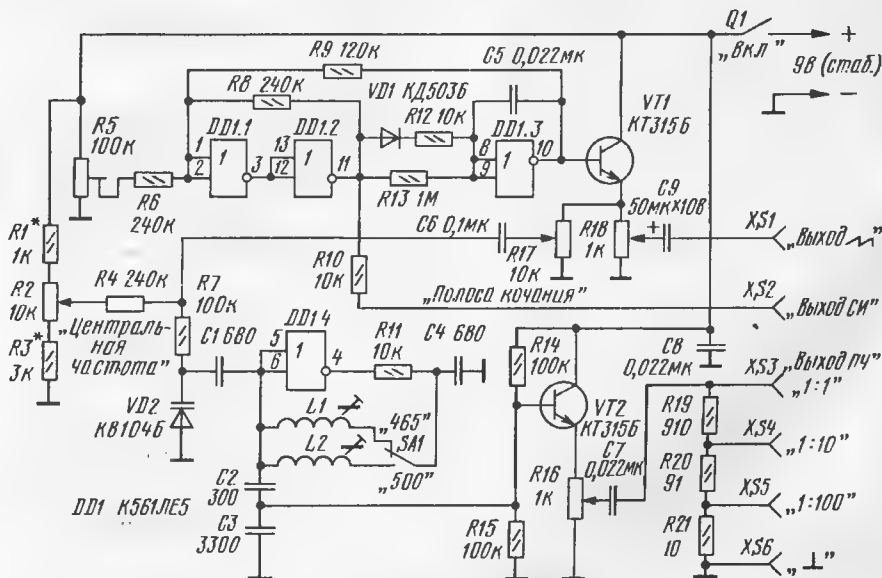 Q1
„Вкл"
+
9В (стаб.)
–
R9 120к
C5 0,022мк
R8 240к
VD1 КД503Б
R12 10к
VT1
КТ315Б
R5
100к
DD1.1
DD1.2
DD1.3
1
2
1
3
13
12
1
11
8
9
1
10
R6
240к
R13 1М
C9
50мк×10В
+
R1*
1к
C6 0,1мк
R17
10к
R18
1к
XS1
„Выход
R2
10к
R4 240к
R7
100к
R10
10к
„Полоса качания"
XS2
„Выход СИ"
„Централь-
ная
частота"
R3*
3к
C1 680
DD1 4
5
6
1
4
R11
10к
C4 680
R14
100к
C8
0,022мк
XS3
„Выход ПЧ"
„1:1"
VD2
КВ104Б
L1
L2
„465"
SA1
„500"
VT2
КТ315Б
C7
0,022мк
R19
910
XS4
„1:10"
R16
1к
R20
91
XS5
„1:100"
C2
300
DD1 К561ЛЕ5
C3
3300
R15
100к
R21
10
XS6
„⊥"